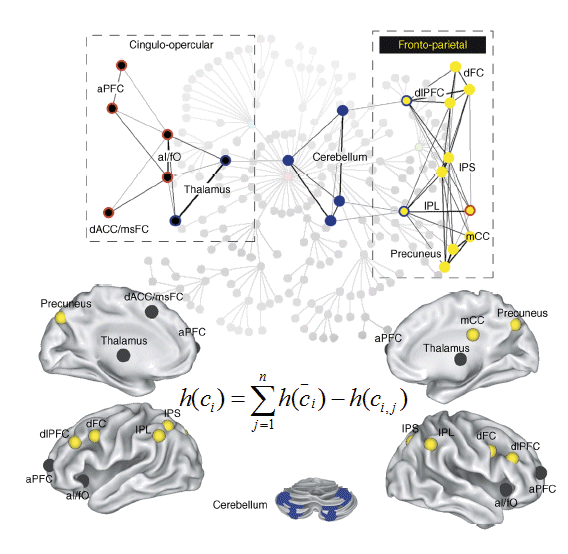 Cingulo-opercular
Fronto-parietal
aPFC
dFC
dlPFC
aI/fO
Cerebellum
IPS
Thalamus
IPL
dACC/msFC
mCC
Precuneus
dACC/msFC
Precuneus
Thalamus
aPFC
Precuneus
mCC
aPFC
Thalamus
h(c_i) = \sum_{j=1}^{n} h(\bar{c}_i) - h(c_{i,j})
IPS
dFC
dlPFC
IPL
aPFC
aI/fO
IPS
IPL
dFC
dlPFC
aPFC
aI/fO
Cerebellum